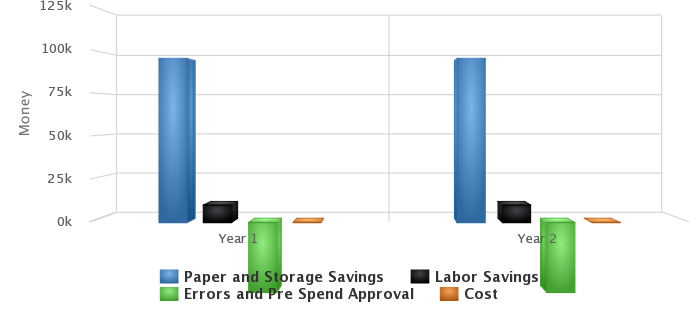 125k
100k
75k
50k
25k
0k
Money
Year 1
Year 2
Paper and Storage Savings
Labor Savings
Errors and Pre Spend Approval
Cost